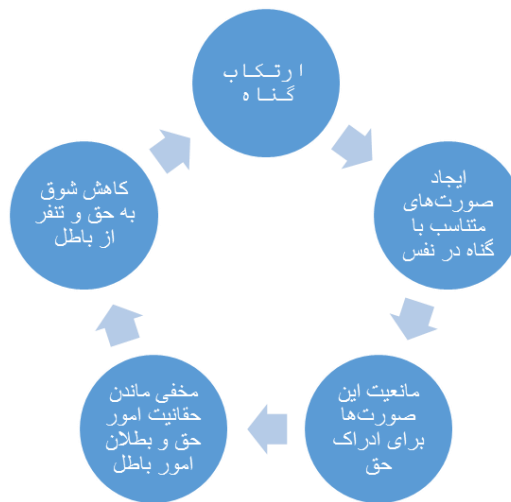 ارتکاب
گناه
ایجاد
صورت‌های
متناسب با
گناه در نفس
مانعیت این
صورت‌ها
برای ادراک
حق
مخفی ماندن
حقانیت امور
حق و بطلان
امور باطل
کاهش شوق
به حق و تنفر
از باطل